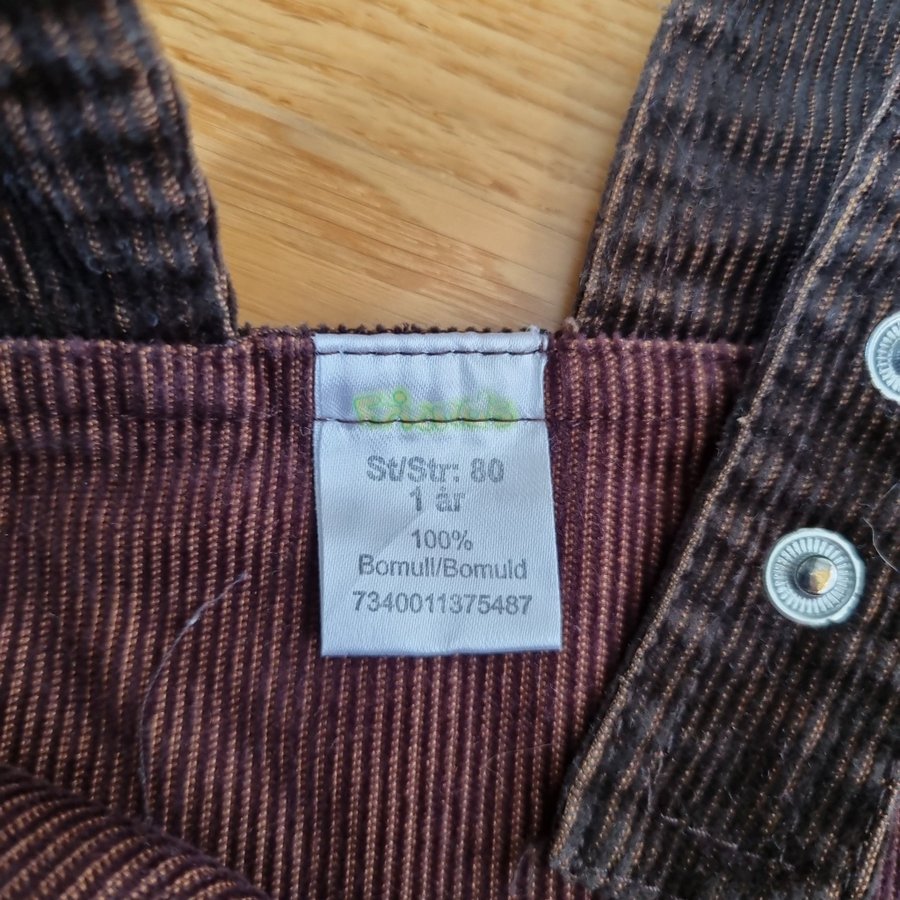 St/Str: 80
1 år
100%
Bomull/Bomuld
7340011375487